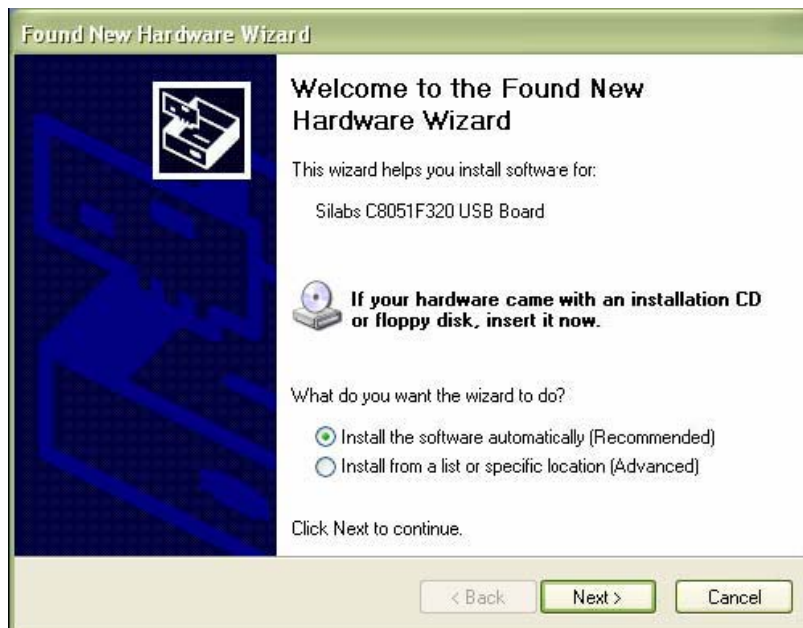 Found New Hardware Wizard
Welcome to the Found New
Hardware Wizard
This wizard helps you install software for:
Silabs C8051F320 USB Board
If your hardware came with an installation CD
or floppy disk, insert it now.
What do you want the wizard to do?
Install the software automatically (Recommended)
Install from a list or specific location (Advanced)
Click Next to continue.
< Back
Next >
Cancel